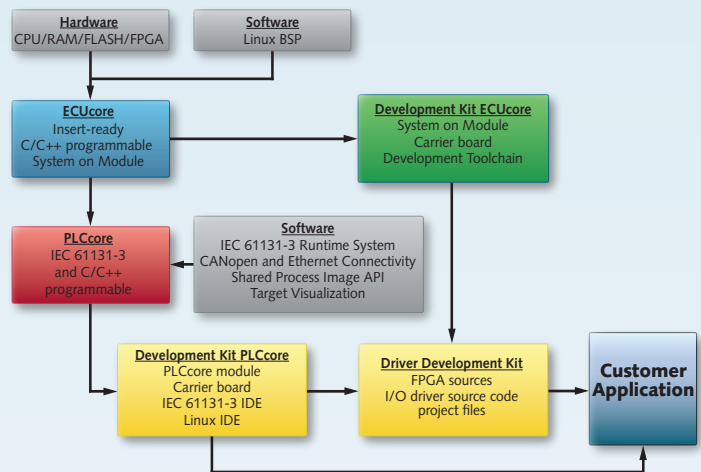 Hardware
CPU/RAM/FLASH/FPGA
Software
Linux BSP
ECUcore
Insert-ready
C/C++ programmable
System on Module
Development Kit ECUcore
System on Module
Carrier board
Development Toolchain
PLCcore
IEC 61131-3
and C/C++
programmable
Software
IEC 61131-3 Runtime System
CANopen and Ethernet Connectivity
Shared Process Image API
Target Visualization
Development Kit PLCcore
PLCcore module
Carrier board
IEC 61131-3 IDE
Linux IDE
Driver Development Kit
FPGA sources
I/O driver source code
project files
Customer
Application